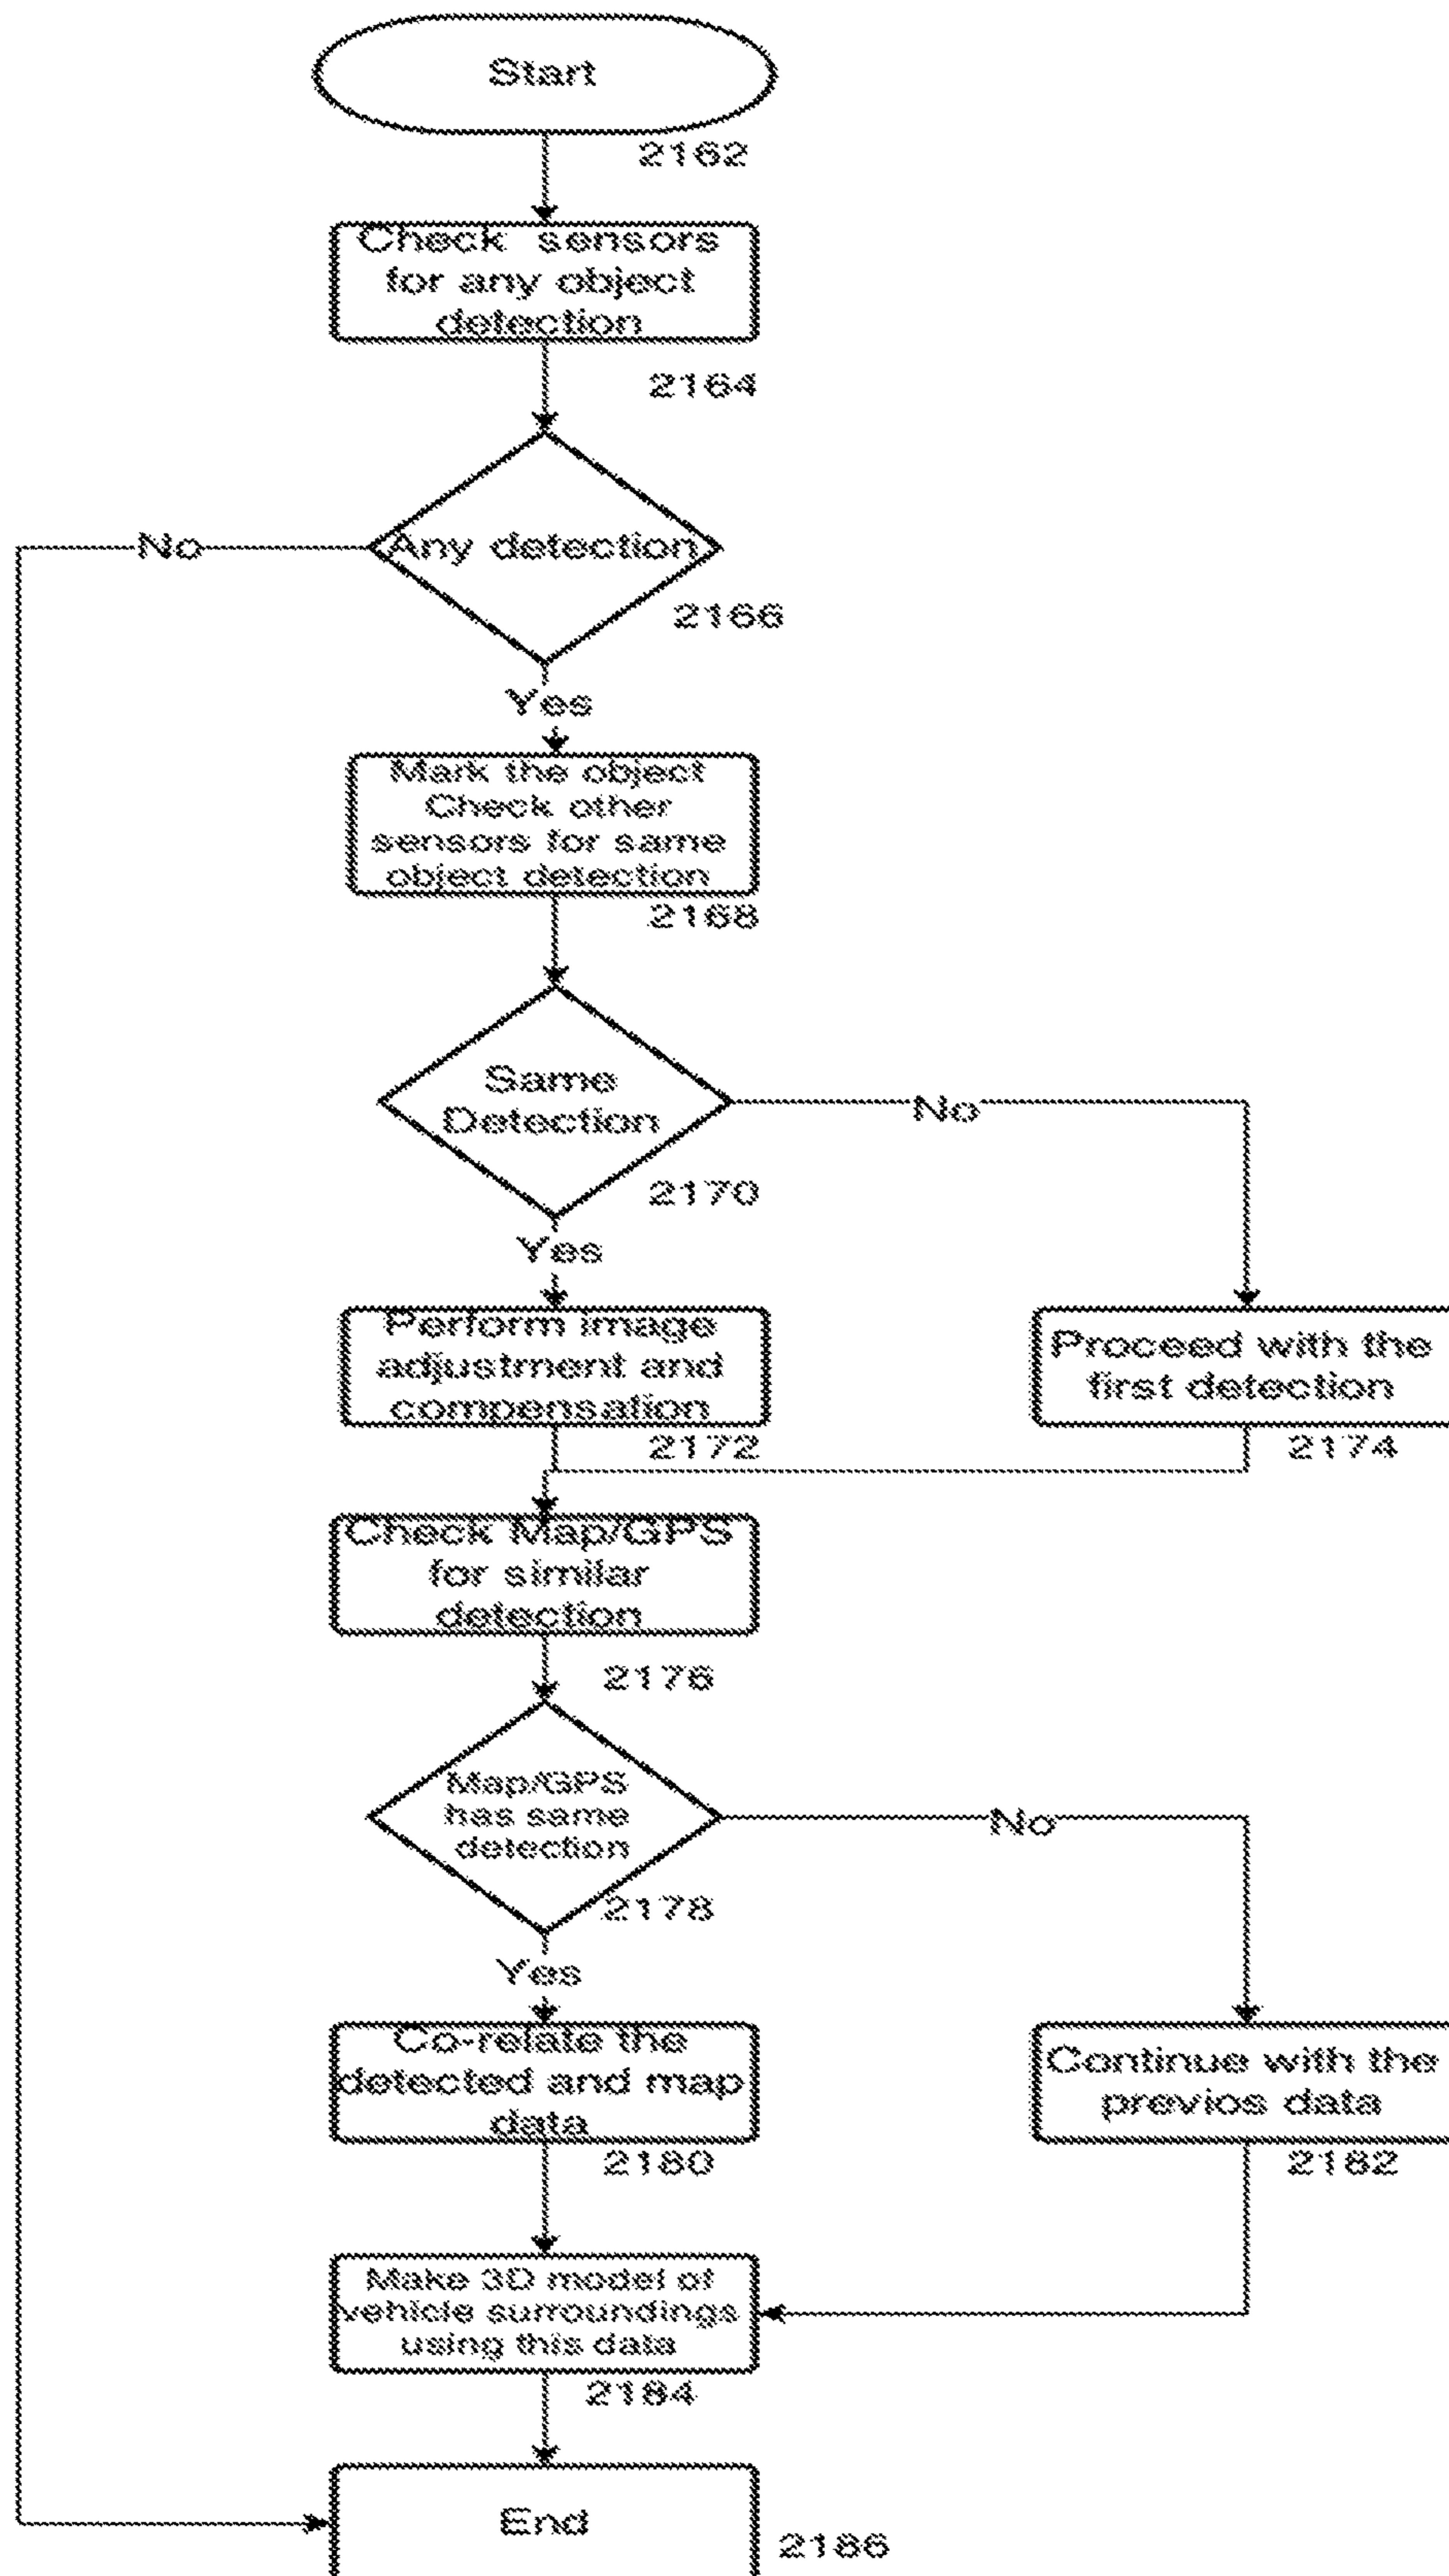 Start
2162
Check sensors
for any object
detection
2164
No
Any detection
2166
Yes
Mark the object
Check other
sensors for same
object detection
2168
Same
Detection
No
2170
Yes
Perform image
adjustment and
compensation
2172
Proceed with the
first detection
2174
Check Map/GPS
for similar
detection
2176
Map/GPS
has same
detection
No
2178
Yes
Co-relate the
detected and map
data
2180
Continue with the
previos data
2182
Make 3D model of
vehicle surroundings
using this data
2184
End
2186